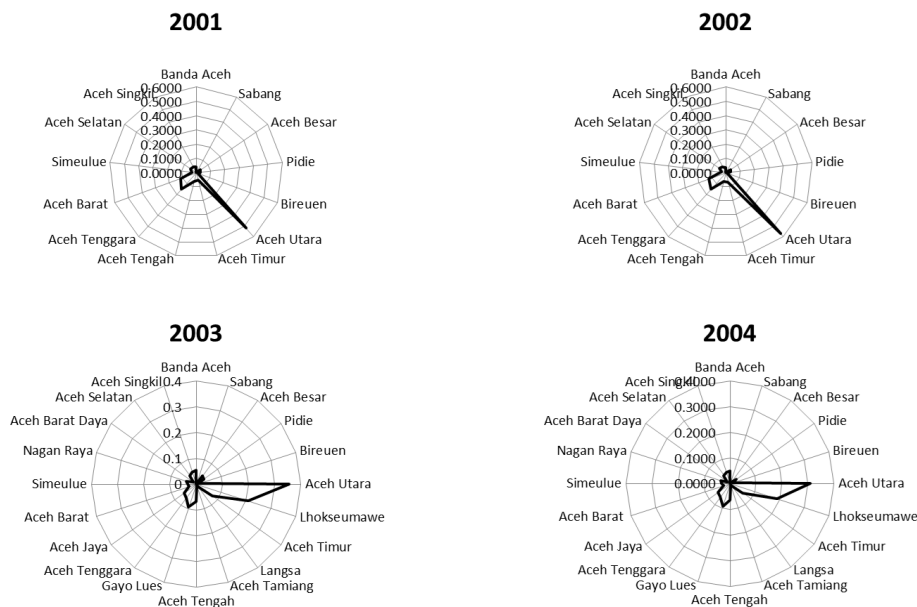 2001
Banda Aceh
Sabang
Aceh Besar
Pidie
Bireuen
Aceh Utara
Aceh Timur
Aceh Tengah
Aceh Tenggara
Aceh Barat
Simeulue
Aceh Selatan
Aceh Singkil
0.6000
0.5000
0.4000
0.3000
0.2000
0.1000
0.0000
2002
Banda Aceh
Sabang
Aceh Besar
Pidie
Bireuen
Aceh Utara
Aceh Timur
Aceh Tengah
Aceh Tenggara
Aceh Barat
Simeulue
Aceh Selatan
Aceh Singkil
0.6000
0.5000
0.4000
0.3000
0.2000
0.1000
0.0000
2003
Banda Aceh
Sabang
Aceh Besar
Pidie
Bireuen
Aceh Utara
Lhokseumawe
Aceh Timur
Langsa
Aceh Tamiang
Aceh Tengah
Gayo Lues
Aceh Tenggara
Aceh Jaya
Aceh Barat
Simeulue
Nagan Raya
Aceh Barat Daya
Aceh Selatan
Aceh Singkil
0.4
0.3
0.2
0.1
0
2004
Banda Aceh
Sabang
Aceh Besar
Pidie
Bireuen
Aceh Utara
Lhokseumawe
Aceh Timur
Langsa
Aceh Tamiang
Aceh Tengah
Gayo Lues
Aceh Tenggara
Aceh Jaya
Aceh Barat
Simeulue
Nagan Raya
Aceh Barat Daya
Aceh Selatan
Aceh Singkil
0.4000
0.3000
0.2000
0.1000
0.0000